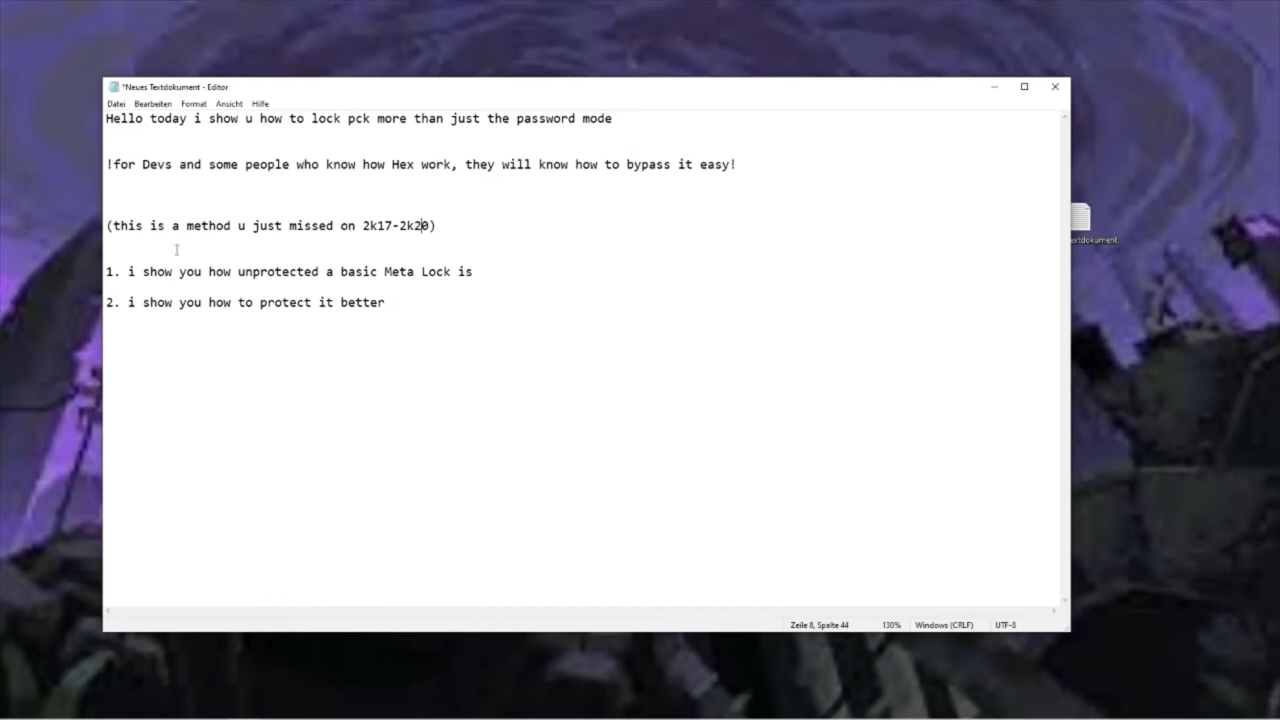 *Neues Textdokument - Editor
Datei Bearbeiten Format Ansicht Hilfe
Hello today i show u how to lock pck more than just the password mode
!for Devs and some people who know how Hex work, they will know how to bypass it easy!
(this is a method u just missed on 2k17-2k20)
1. i show you how unprotected a basic Meta Lock is
2. i show you how to protect it better
extdokument
Zeile 8, Spalte 44 130% Windows (CRLF) UTF-8